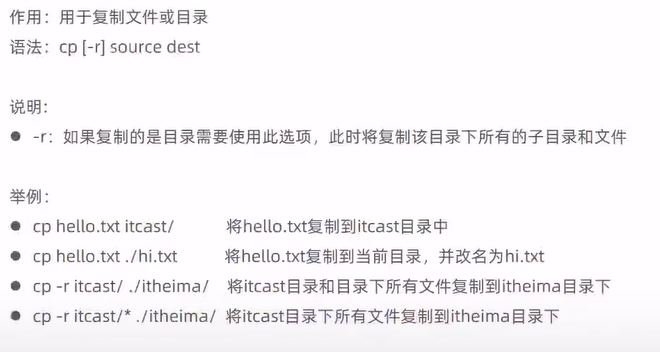 作用：用于复制文件或目录
语法：cp [-r] source dest
说明：
● -r：如果复制的是目录需要使用此选项，此时将复制该目录下所有的子目录和文件
举例：
● cp hello.txt itcast/ 将hello.txt复制到itcast目录中
● cp hello.txt ./hi.txt 将hello.txt复制到当前目录，并改名为hi.txt
● cp -r itcast/ ./itheima/ 将itcast目录和目录下所有文件复制到itheima目录下
● cp -r itcast/* ./itheima/ 将itcast目录下所有文件复制到itheima目录下